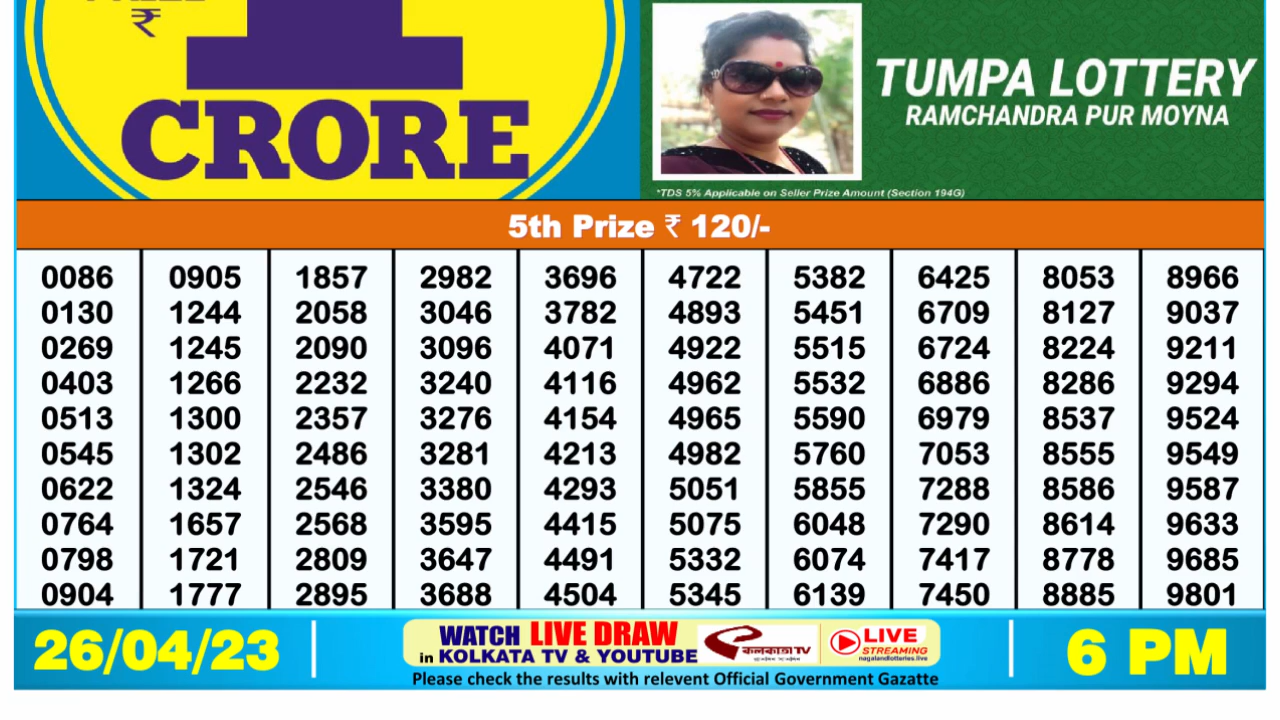 ₹
1
CRORE
TUMPA LOTTERY
RAMCHANDRA PUR MOYNA
*TDS 5% Applicable on Seller Prize Amount (Section 194G)
5th Prize ₹ 120/-
0086 0905 1857 2982 3696 4722 5382 6425 8053 8966
0130 1244 2058 3046 3782 4893 5451 6709 8127 9037
0269 1245 2090 3096 4071 4922 5515 6724 8224 9211
0403 1266 2232 3240 4116 4962 5532 6886 8286 9294
0513 1300 2357 3276 4154 4965 5590 6979 8537 9524
0545 1302 2486 3281 4213 4982 5760 7053 8555 9549
0622 1324 2546 3380 4293 5051 5855 7288 8586 9587
0764 1657 2568 3595 4415 5075 6048 7290 8614 9633
0798 1721 2809 3647 4491 5332 6074 7417 8778 9685
0904 1777 2895 3688 4504 5345 6139 7450 8885 9801
26/04/23
WATCH LIVE DRAW
in KOLKATA TV & YOUTUBE
কলকাতা TV
LIVE
STREAMING
nagalandlotteries.live
Please check the results with relevent Official Government Gazatte
6 PM